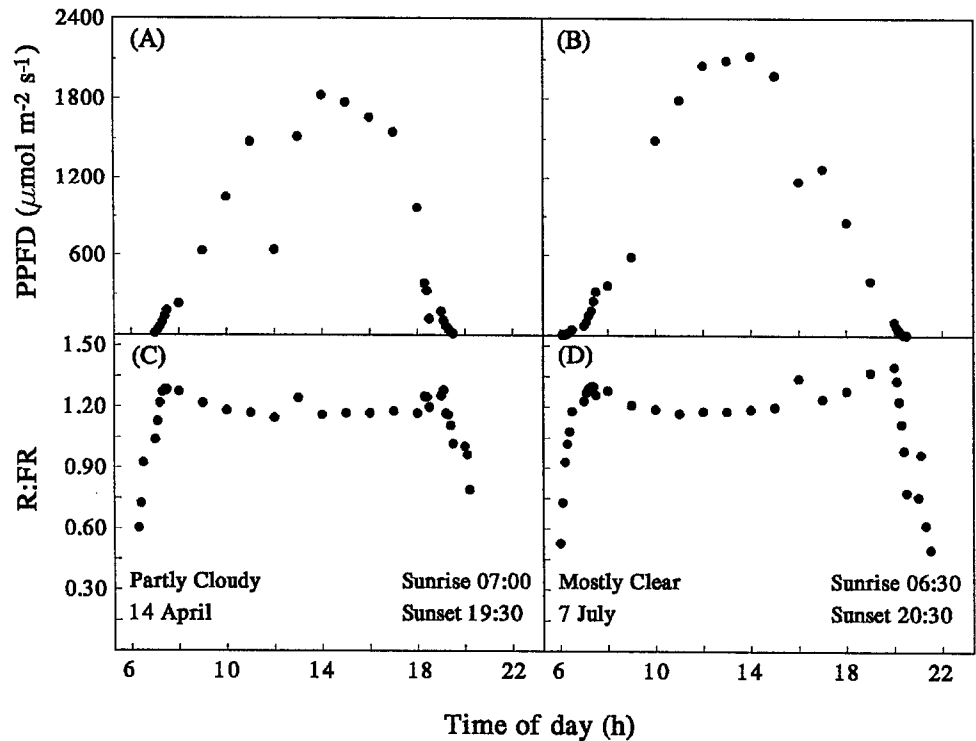 (A)
(B)
2400
1800
1200
600
PPFD (μmol m-2 s-1)
(C)
(D)
1.50
1.20
0.90
0.60
0.30
R:FR
Partly Cloudy
Sunrise 07:00
14 April
Sunset 19:30
Mostly Clear
Sunrise 06:30
7 July
Sunset 20:30
6 10 14 18 22
6 10 14 18 22
Time of day (h)